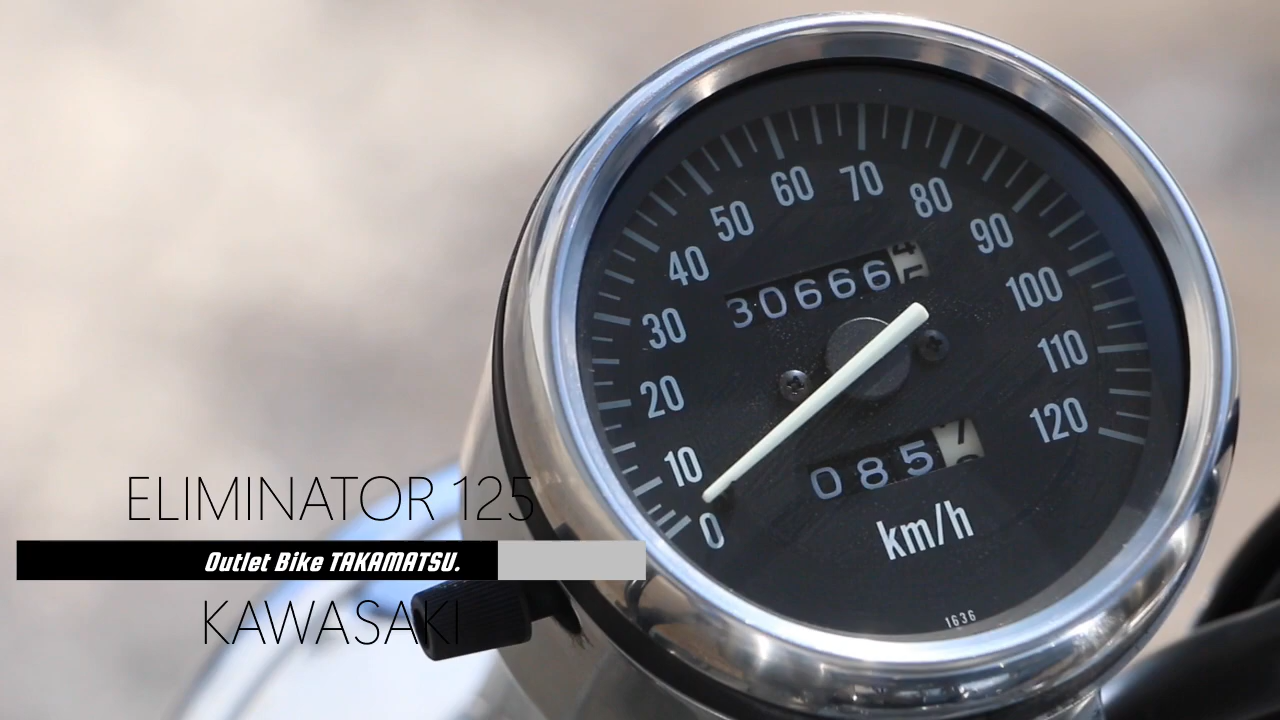 60 70 80
50 90
40 100
30666
30 110
20 120
10 085
0
km/h
1636
ELIMINATOR 125
Outlet Bike TAKAMATSU.
KAWASAKI